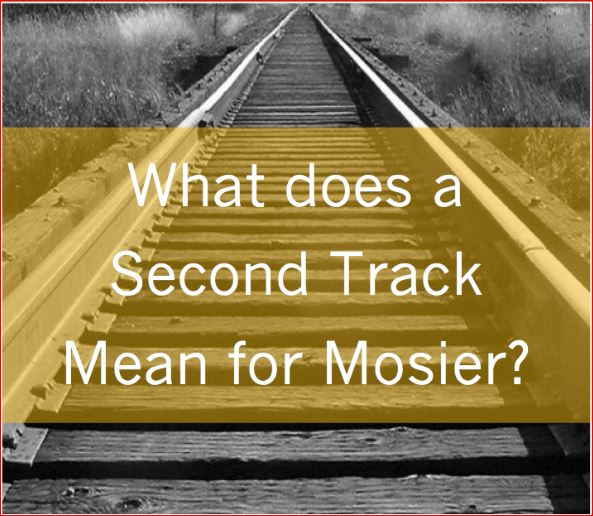 What does a
Second Track
Mean for Mosier?